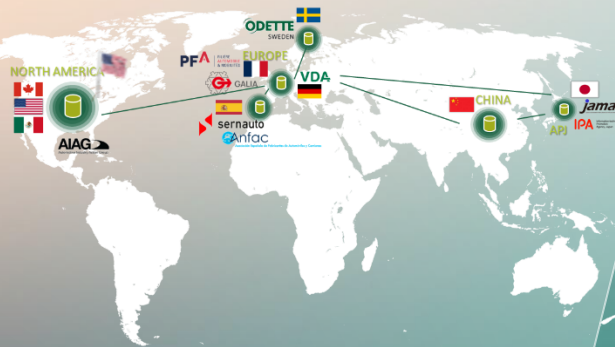 ODETTE
SWEDEN
PFA
EUROPE
NORTH AMERICA
GALIA
VDA
CHINA
sernauto
Anfac
AIAG
jama
IPA
APJ